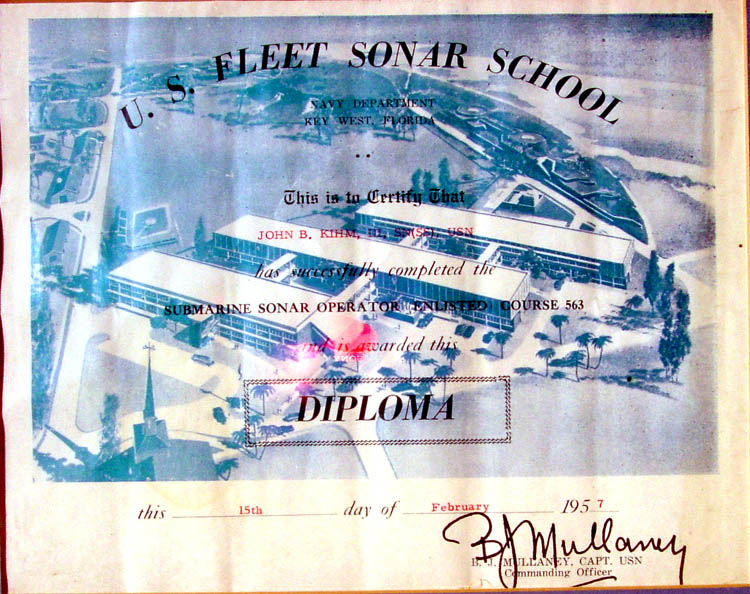 U. S. FLEET SONAR SCHOOL
NAVY DEPARTMENT
KEY WEST, FLORIDA
This is to Certify That
JOHN B. KIHM, III, SN(SS), USN
has successfully completed the
SUBMARINE SONAR OPERATOR ENLISTED COURSE 563
and is awarded this
DIPLOMA
this 15th day of February 1957
B J Mullaney
B. J. MULLANEY, CAPT. USN
Commanding Officer